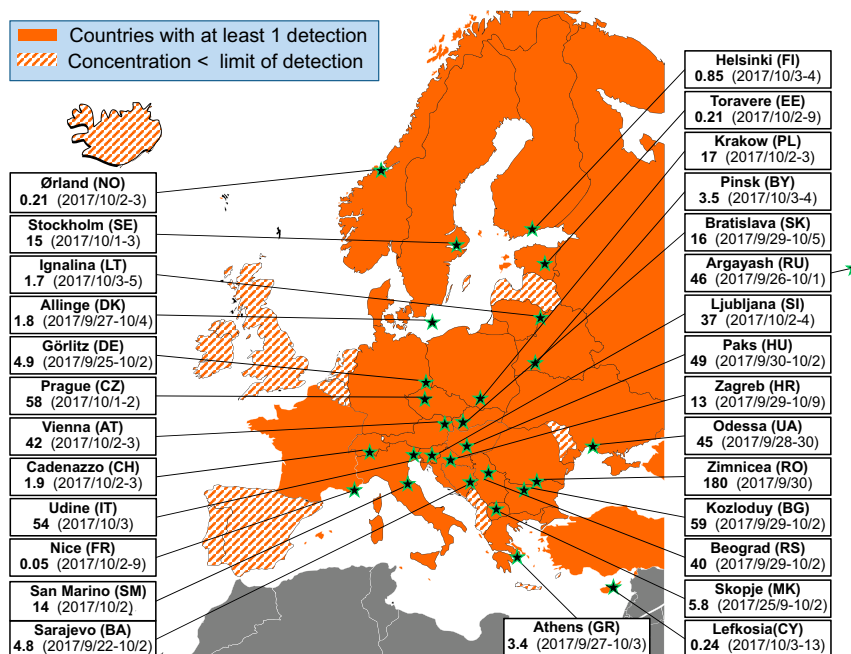 Countries with at least 1 detection
Concentration < limit of detection
Ørland (NO)
0.21 (2017/10/2-3)
Stockholm (SE)
15 (2017/10/1-3)
Ignalina (LT)
1.7 (2017/10/3-5)
Allinge (DK)
1.8 (2017/9/27-10/4)
Görlitz (DE)
4.9 (2017/9/25-10/2)
Prague (CZ)
58 (2017/10/1-2)
Vienna (AT)
42 (2017/10/2-3)
Cadenazzo (CH)
1.9 (2017/10/2-3)
Udine (IT)
54 (2017/10/3)
Nice (FR)
0.05 (2017/10/2-9)
San Marino (SM)
14 (2017/10/2)
Sarajevo (BA)
4.8 (2017/9/22-10/2)
Helsinki (FI)
0.85 (2017/10/3-4)
Toravere (EE)
0.21 (2017/10/2-9)
Krakow (PL)
17 (2017/10/2-3)
Pinsk (BY)
3.5 (2017/10/3-4)
Bratislava (SK)
16 (2017/9/29-10/5)
Argayash (RU)
46 (2017/9/26-10/1)
Ljubljana (SI)
37 (2017/10/2-4)
Paks (HU)
49 (2017/9/30-10/2)
Zagreb (HR)
13 (2017/9/29-10/9)
Odessa (UA)
45 (2017/9/28-30)
Zimnicea (RO)
180 (2017/9/30)
Kozloduy (BG)
59 (2017/9/29-10/2)
Beograd (RS)
40 (2017/9/29-10/2)
Skopje (MK)
5.8 (2017/25/9-10/2)
Lefkosia(CY)
0.24 (2017/10/3-13)
Athens (GR)
3.4 (2017/9/27-10/3)